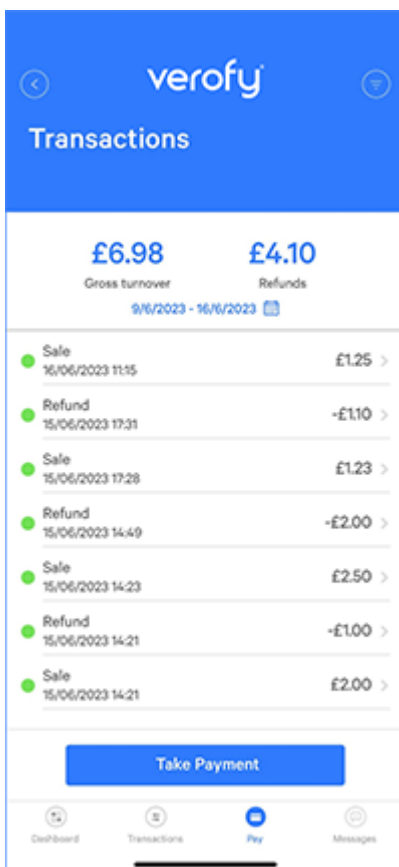 verofy
Transactions
£6.98 £4.10
Gross turnover Refunds
9/6/2023 - 16/6/2023
Sale
16/06/2023 11:15
£1.25
Refund
15/06/2023 17:31
-£1.10
Sale
15/06/2023 17:28
£1.23
Refund
15/06/2023 14:49
-£2.00
Sale
15/06/2023 14:23
£2.50
Refund
15/06/2023 14:21
-£1.00
Sale
15/06/2023 14:21
£2.00
Take Payment
Dashboard Transactions Pay Messages